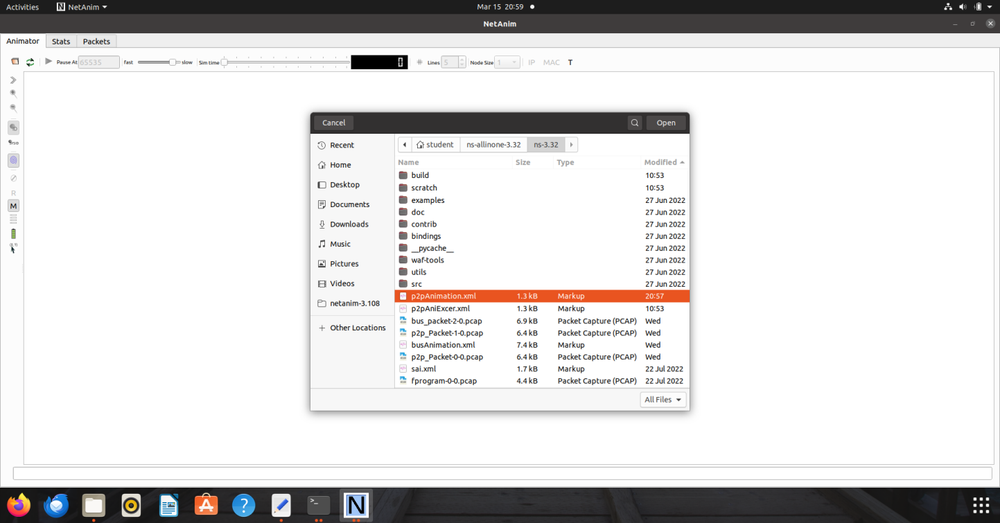 Activities NetAnim Mar 15 20:59
NetAnim
Animator Stats Packets
Pause At 65535 fast slow Sim time 0 Lines 5 Node Size 1 IP MAC T
SYSID
R
M
Cancel Open
Recent
Home
Desktop
Documents
Downloads
Music
Pictures
Videos
netanim-3.108
Other Locations
student ns-allinone-3.32 ns-3.32
Name Size Type Modified
build 10:53
scratch 10:53
examples 27 Jun 2022
doc 27 Jun 2022
contrib 27 Jun 2022
bindings 27 Jun 2022
__pycache__ 27 Jun 2022
waf-tools 27 Jun 2022
utils 27 Jun 2022
src 27 Jun 2022
p2pAnimation.xml 1.3 kB Markup 20:57
p2pAniExcer.xml 1.3 kB Markup 10:53
bus_packet-2-0.pcap 6.9 kB Packet Capture (PCAP) Wed
p2p_Packet-1-0.pcap 6.4 kB Packet Capture (PCAP) Wed
busAnimation.xml 7.4 kB Markup Wed
p2p_Packet-0-0.pcap 6.4 kB Packet Capture (PCAP) Wed
sai.xml 1.7 kB Markup 22 Jul 2022
fprogram-0-0.pcap 4.4 kB Packet Capture (PCAP) 22 Jul 2022
All Files